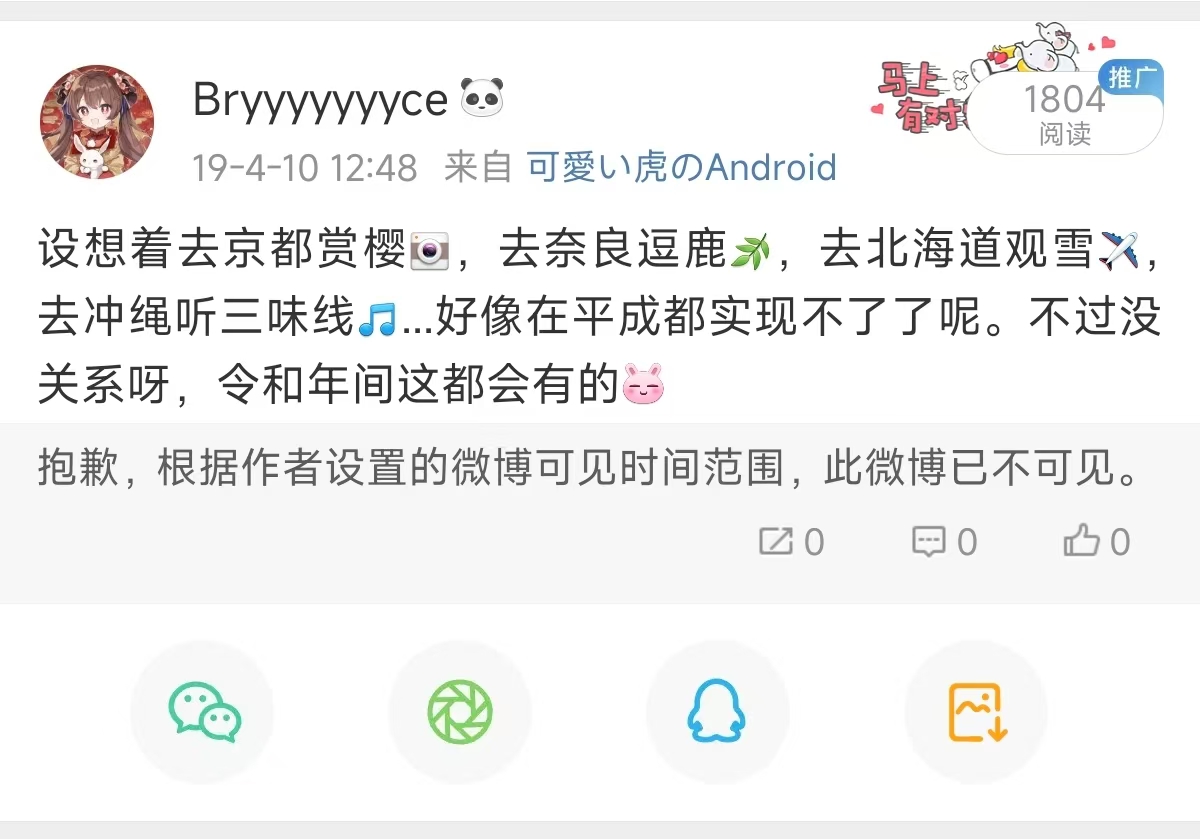 Bryyyyyyyce🐼
马上
有对
推广
1804
阅读
19-4-10 12:48 来自 可愛い虎のAndroid
设想着去京都赏樱📷，去奈良逗鹿🌿，去北海道观雪✈️，
去冲绳听三味线🎵...好像在平成都实现不了了呢。不过没
关系呀，令和年间这都会有的
抱歉，根据作者设置的微博可见时间范围，此微博已不可见。
0 0 0